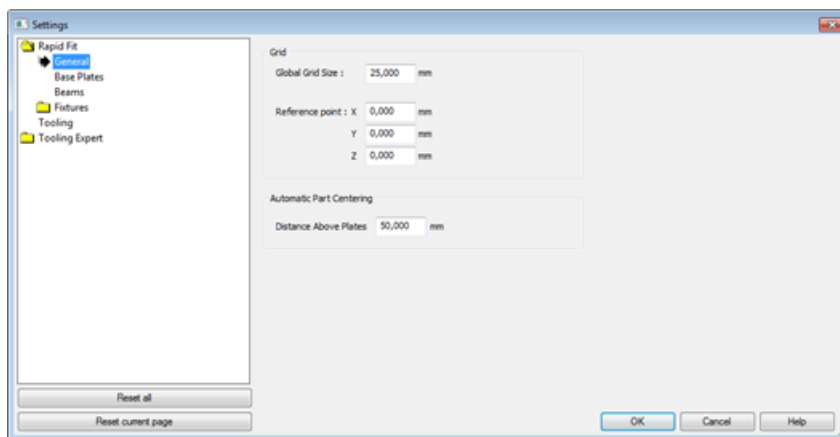 Settings
Rapid Fit
General
Base Plates
Beams
Fixtures
Tooling
Tooling Expert
Reset all
Reset current page
Grid
Global Grid Size : 25,000 mm
Reference point : X 0,000 mm
Y 0,000 mm
Z 0,000 mm
Automatic Part Centering
Distance Above Plates 50,000 mm
OK Cancel Help